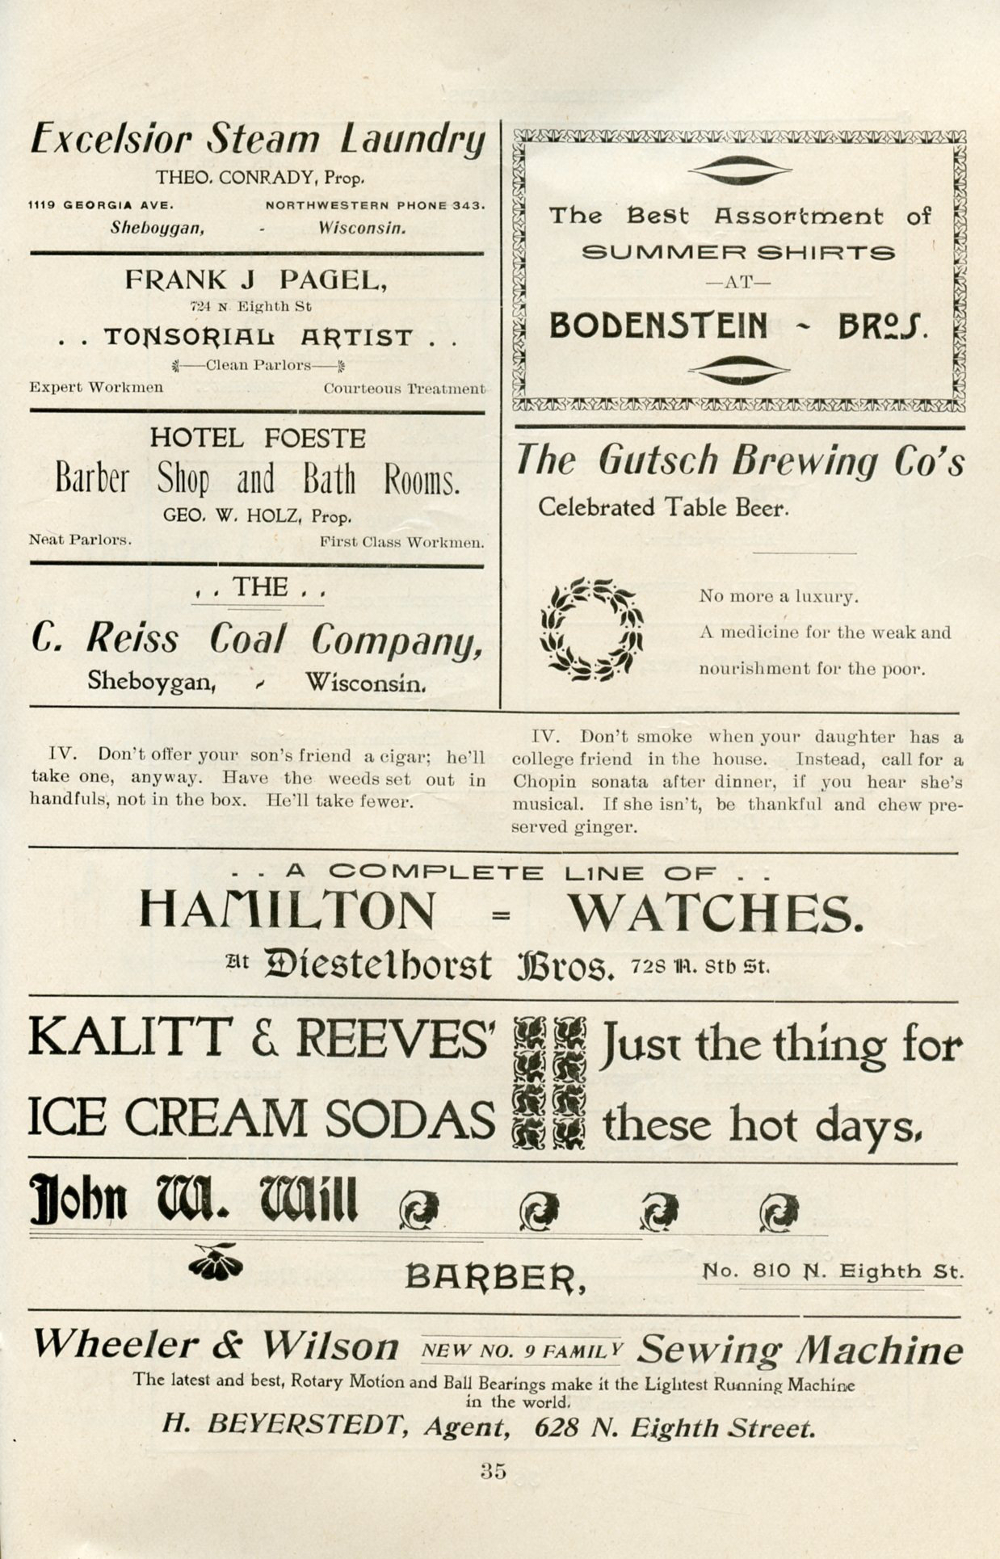 Excelsior Steam Laundry
THEO. CONRADY, Prop.
1119 GEORGIA AVE. NORTHWESTERN PHONE 343.
Sheboygan, - Wisconsin.
FRANK J PAGEL,
724 N Eighth St
. . TONSORIAL ARTIST . .
Clean Parlors
Expert Workmen Courteous Treatment
HOTEL FOESTE
Barber Shop and Bath Rooms.
GEO. W. HOLZ, Prop.
Neat Parlors. First Class Workmen.
. . THE . .
C. Reiss Coal Company,
Sheboygan, - Wisconsin.
The Best Assortment of
SUMMER SHIRTS
—AT—
BODENSTEIN - BROS.
The Gutsch Brewing Co's
Celebrated Table Beer.
No more a luxury.
A medicine for the weak and
nourishment for the poor.
IV. Don't offer your son's friend a cigar; he'll
take one, anyway. Have the weeds set out in
handfuls, not in the box. He'll take fewer.
IV. Don't smoke when your daughter has a
college friend in the house. Instead, call for a
Chopin sonata after dinner, if you hear she's
musical. If she isn't, be thankful and chew pre-
served ginger.
. . A COMPLETE LINE OF . .
HAMILTON = WATCHES.
At Diestelhorst Bros. 728 N. 8th St.
KALITT & REEVES'
ICE CREAM SODAS
Just the thing for
these hot days.
John W. Will
BARBER, No. 810 N. Eighth St.
Wheeler & Wilson NEW NO. 9 FAMILY Sewing Machine
The latest and best, Rotary Motion and Ball Bearings make it the Lightest Running Machine
in the world.
H. BEYERSTEDT, Agent, 628 N. Eighth Street.
35